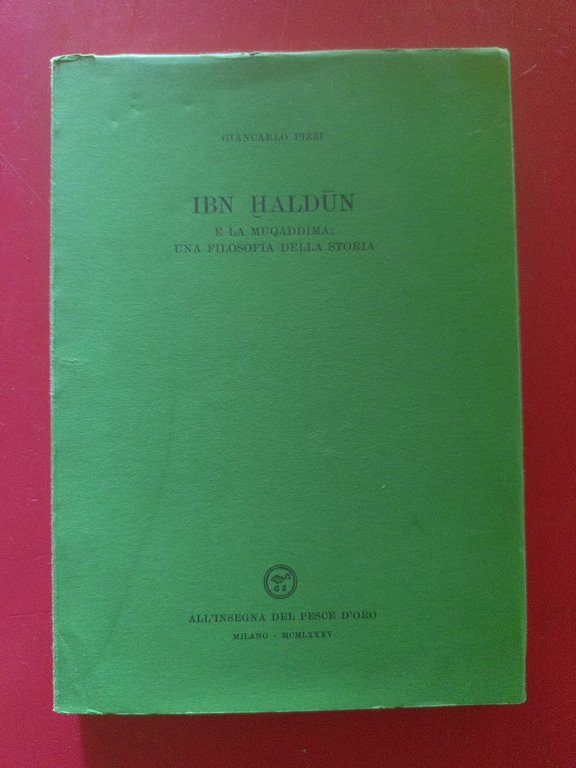 GIANCARLO PIZZI
IBN ḪALDŪN
E LA MUQADDIMA:
UNA FILOSOFIA DELLA STORIA
G S
ALL'INSEGNA DEL PESCE D'ORO
MILANO - MCMLXXXV